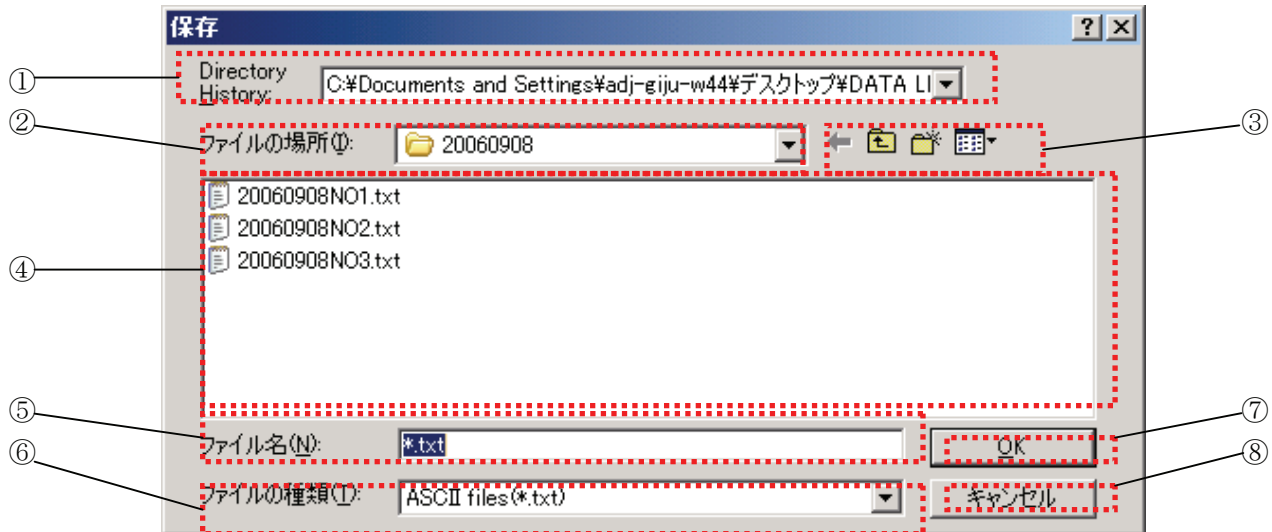 保存
①
Directory
History:
C:¥Documents and Settings¥adj-giju-w44¥デスクトップ¥DATA LI
②
ファイルの場所(I):
20060908
③
20060908NO1.txt
20060908NO2.txt
20060908NO3.txt
④
⑤
ファイル名(N):
*.txt
OK
⑦
⑥
ファイルの種類(T):
ASCII files(*.txt)
キャンセル
⑧